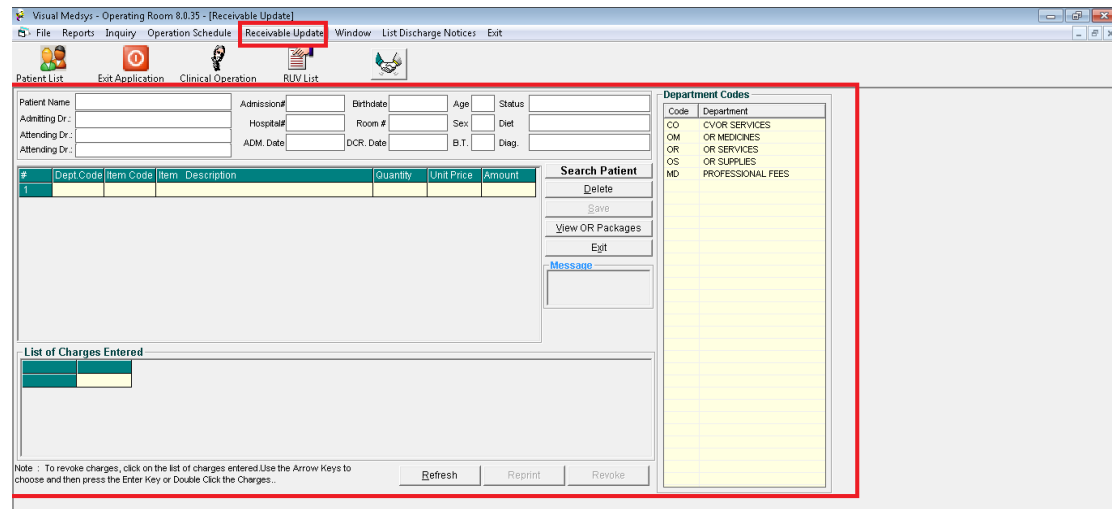 Visual Medsys - Operating Room 8.0.35 - [Receivable Update]
File Reports Inquiry Operation Schedule Receivable Update Window List Discharge Notices Exit
Patient List Exit Application Clinical Operation RUV List
Patient Name Admission# Birthdate Age Status
Admitting Dr.: Hospital# Room # Sex Diet
Attending Dr.: ADM. Date DCR. Date B.T. Diag.
Attending Dr.:
# Dept.Code Item Code Item Description Quantity Unit Price Amount
1
Search Patient
Delete
Save
View OR Packages
Exit
Message
Department Codes
Code Department
CO CVOR SERVICES
OM OR MEDICINES
OR OR SERVICES
OS OR SUPPLIES
MD PROFESSIONAL FEES
List of Charges Entered
Note : To revoke charges, click on the list of charges entered.Use the Arrow Keys to
choose and then press the Enter Key or Double Click the Charges..
Refresh Reprint Revoke